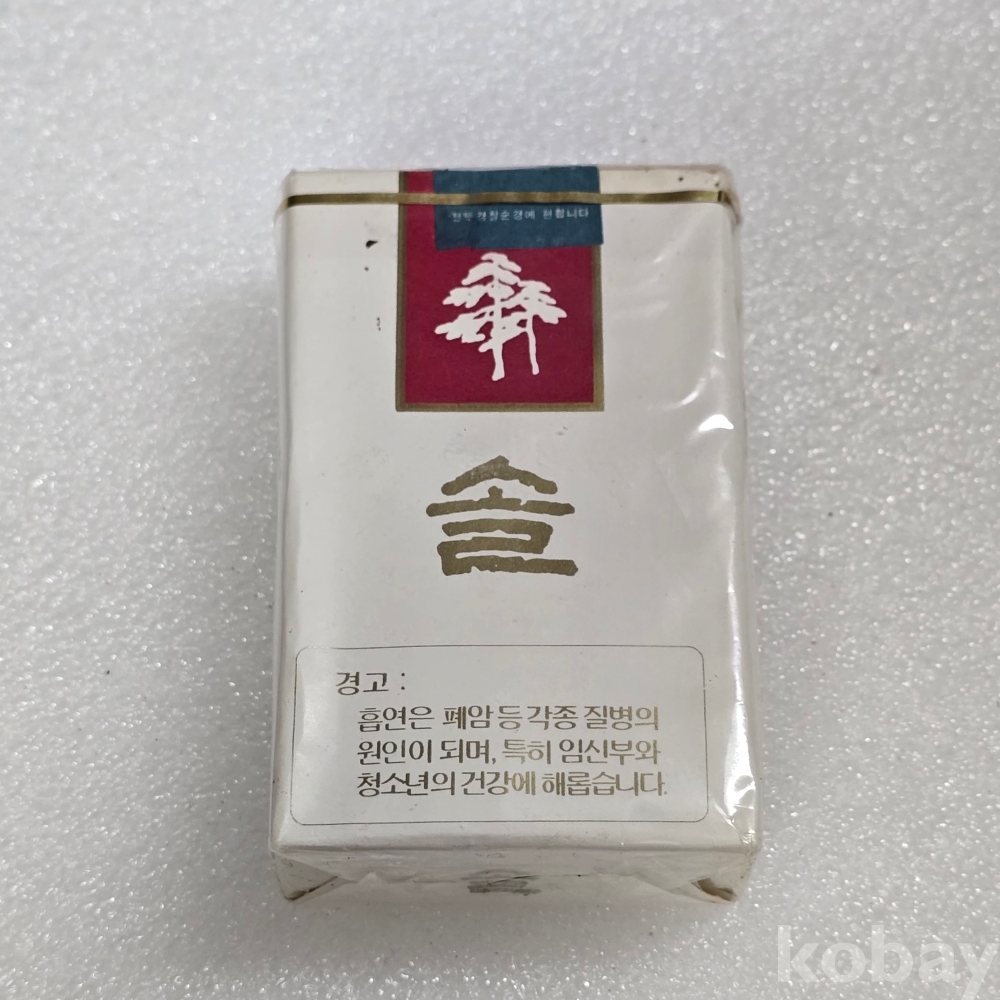 솔
경고 :
흡연은 폐암 등 각종 질병의
원인이 되며, 특히 임신부와
청소년의 건강에 해롭습니다.
kobay